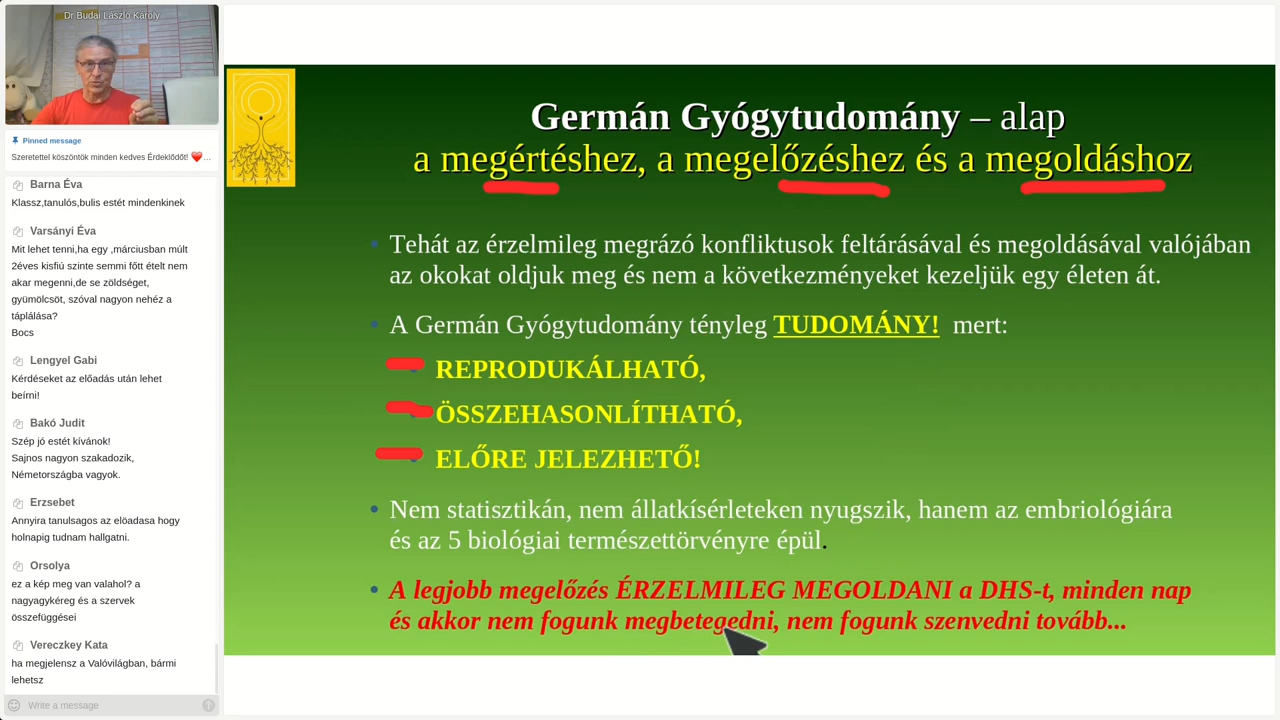 Dr Budai László Károly
Pinned message
Szeretettel köszöntök minden kedves Érdeklődőt! ❤️...
Barna Éva
Klassz,tanulós,bulis estét mindenkinek
Varsányi Éva
Mit lehet tenni,ha egy ,márciusban múlt
2éves kisfiú szinte semmi főtt ételt nem
akar megenni,de se zöldséget,
gyümölcsöt, szóval nagyon nehéz a
táplálása?
Bocs
Lengyel Gabi
Kérdéseket az előadás után lehet
beírni!
Bakó Judit
Szép jó estét kívánok!
Sajnos nagyon szakadozik,
Németországba vagyok.
Erzsebet
Annyira tanulsagos az elöadasa hogy
holnapig tudnam hallgatni.
Orsolya
ez a kép meg van valahol? a
nagyagykéreg és a szervek
összefüggései
Vereczkey Kata
ha megjelensz a Valóvilágban, bármi
lehetsz
Write a message
Germán Gyógytudomány – alap
a megértéshez, a megelőzéshez és a megoldáshoz
Tehát az érzelmileg megrázó konfliktusok feltárásával és megoldásával valójában
az okokat oldjuk meg és nem a következményeket kezeljük egy életen át.
A Germán Gyógytudomány tényleg TUDOMÁNY! mert:
REPRODUKÁLHATÓ,
ÖSSZEHASONLÍTHATÓ,
ELŐRE JELEZHETŐ!
Nem statisztikán, nem állatkísérleteken nyugszik, hanem az embriológiára
és az 5 biológiai természettörvényre épül.
A legjobb megelőzés ÉRZELMILEG MEGOLDANI a DHS-t, minden nap
és akkor nem fogunk megbetegedni, nem fogunk szenvedni tovább...